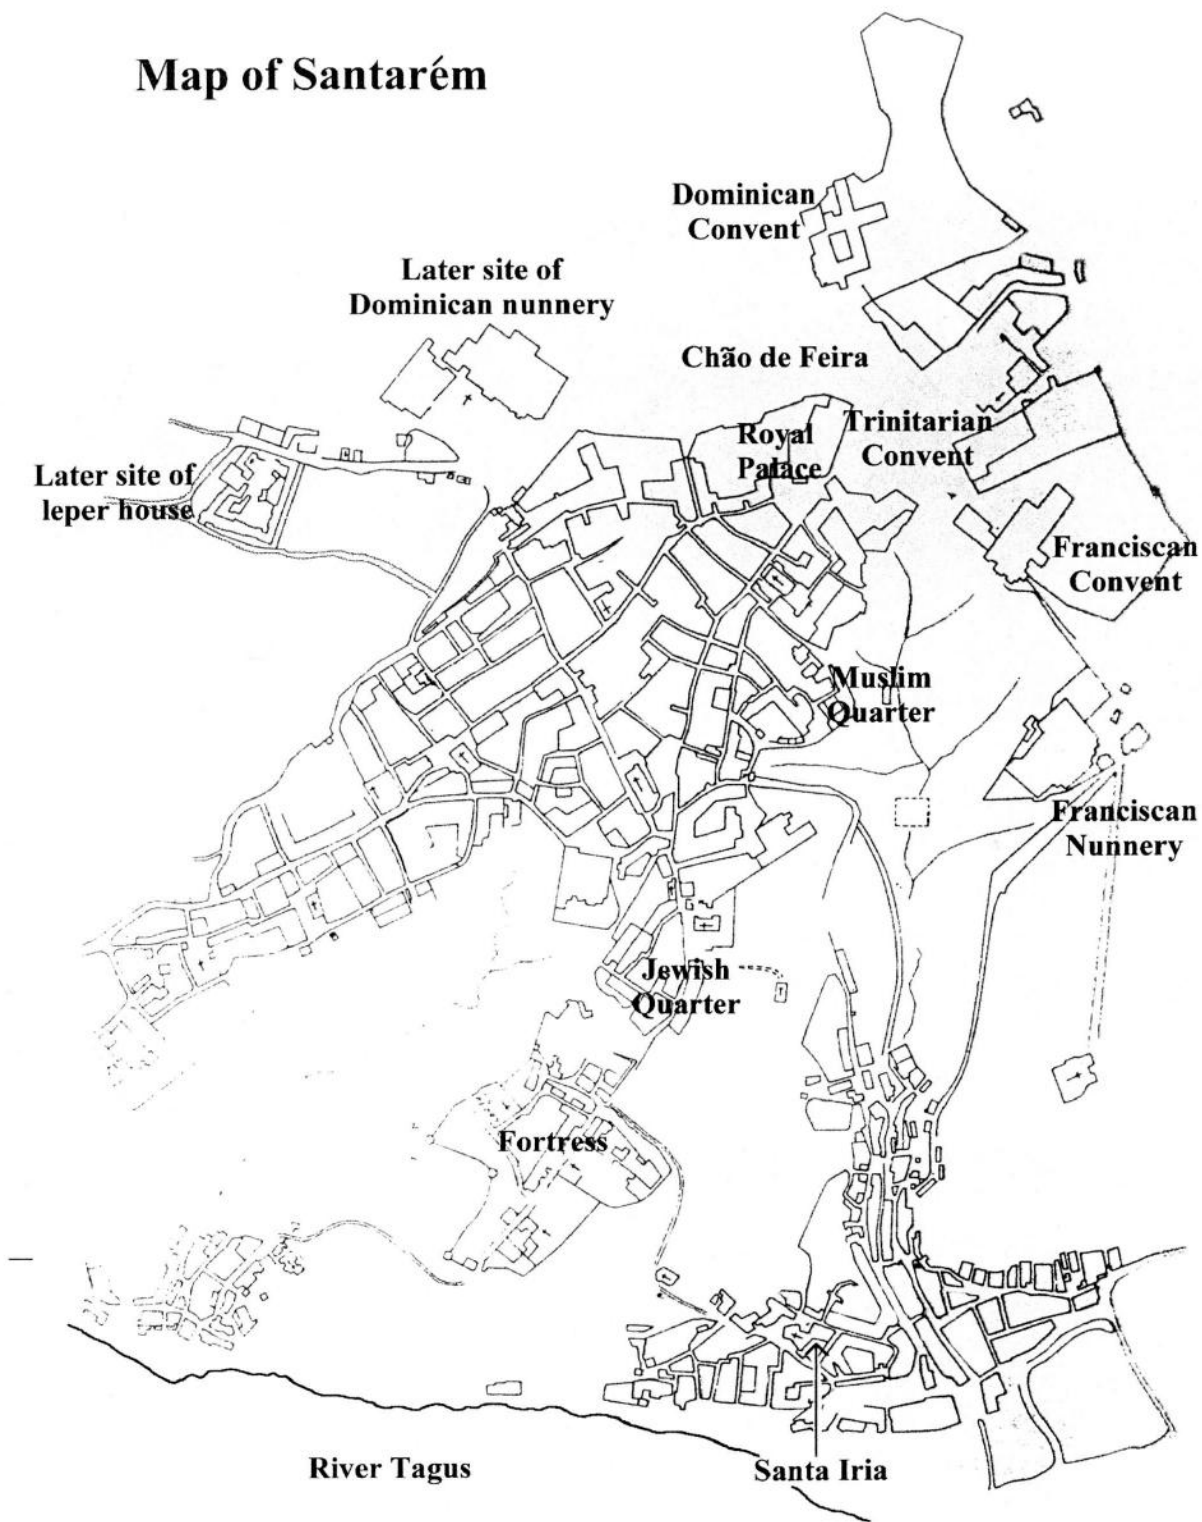 Map of Santarém
Dominican
Convent
Later site of
Dominican nunnery
Chão de Feira
Royal
Palace
Trinitarian
Convent
Later site of
leper house
Franciscan
Convent
Muslim
Quarter
Franciscan
Nunnery
Jewish
Quarter
Fortress
River Tagus
Santa Iria